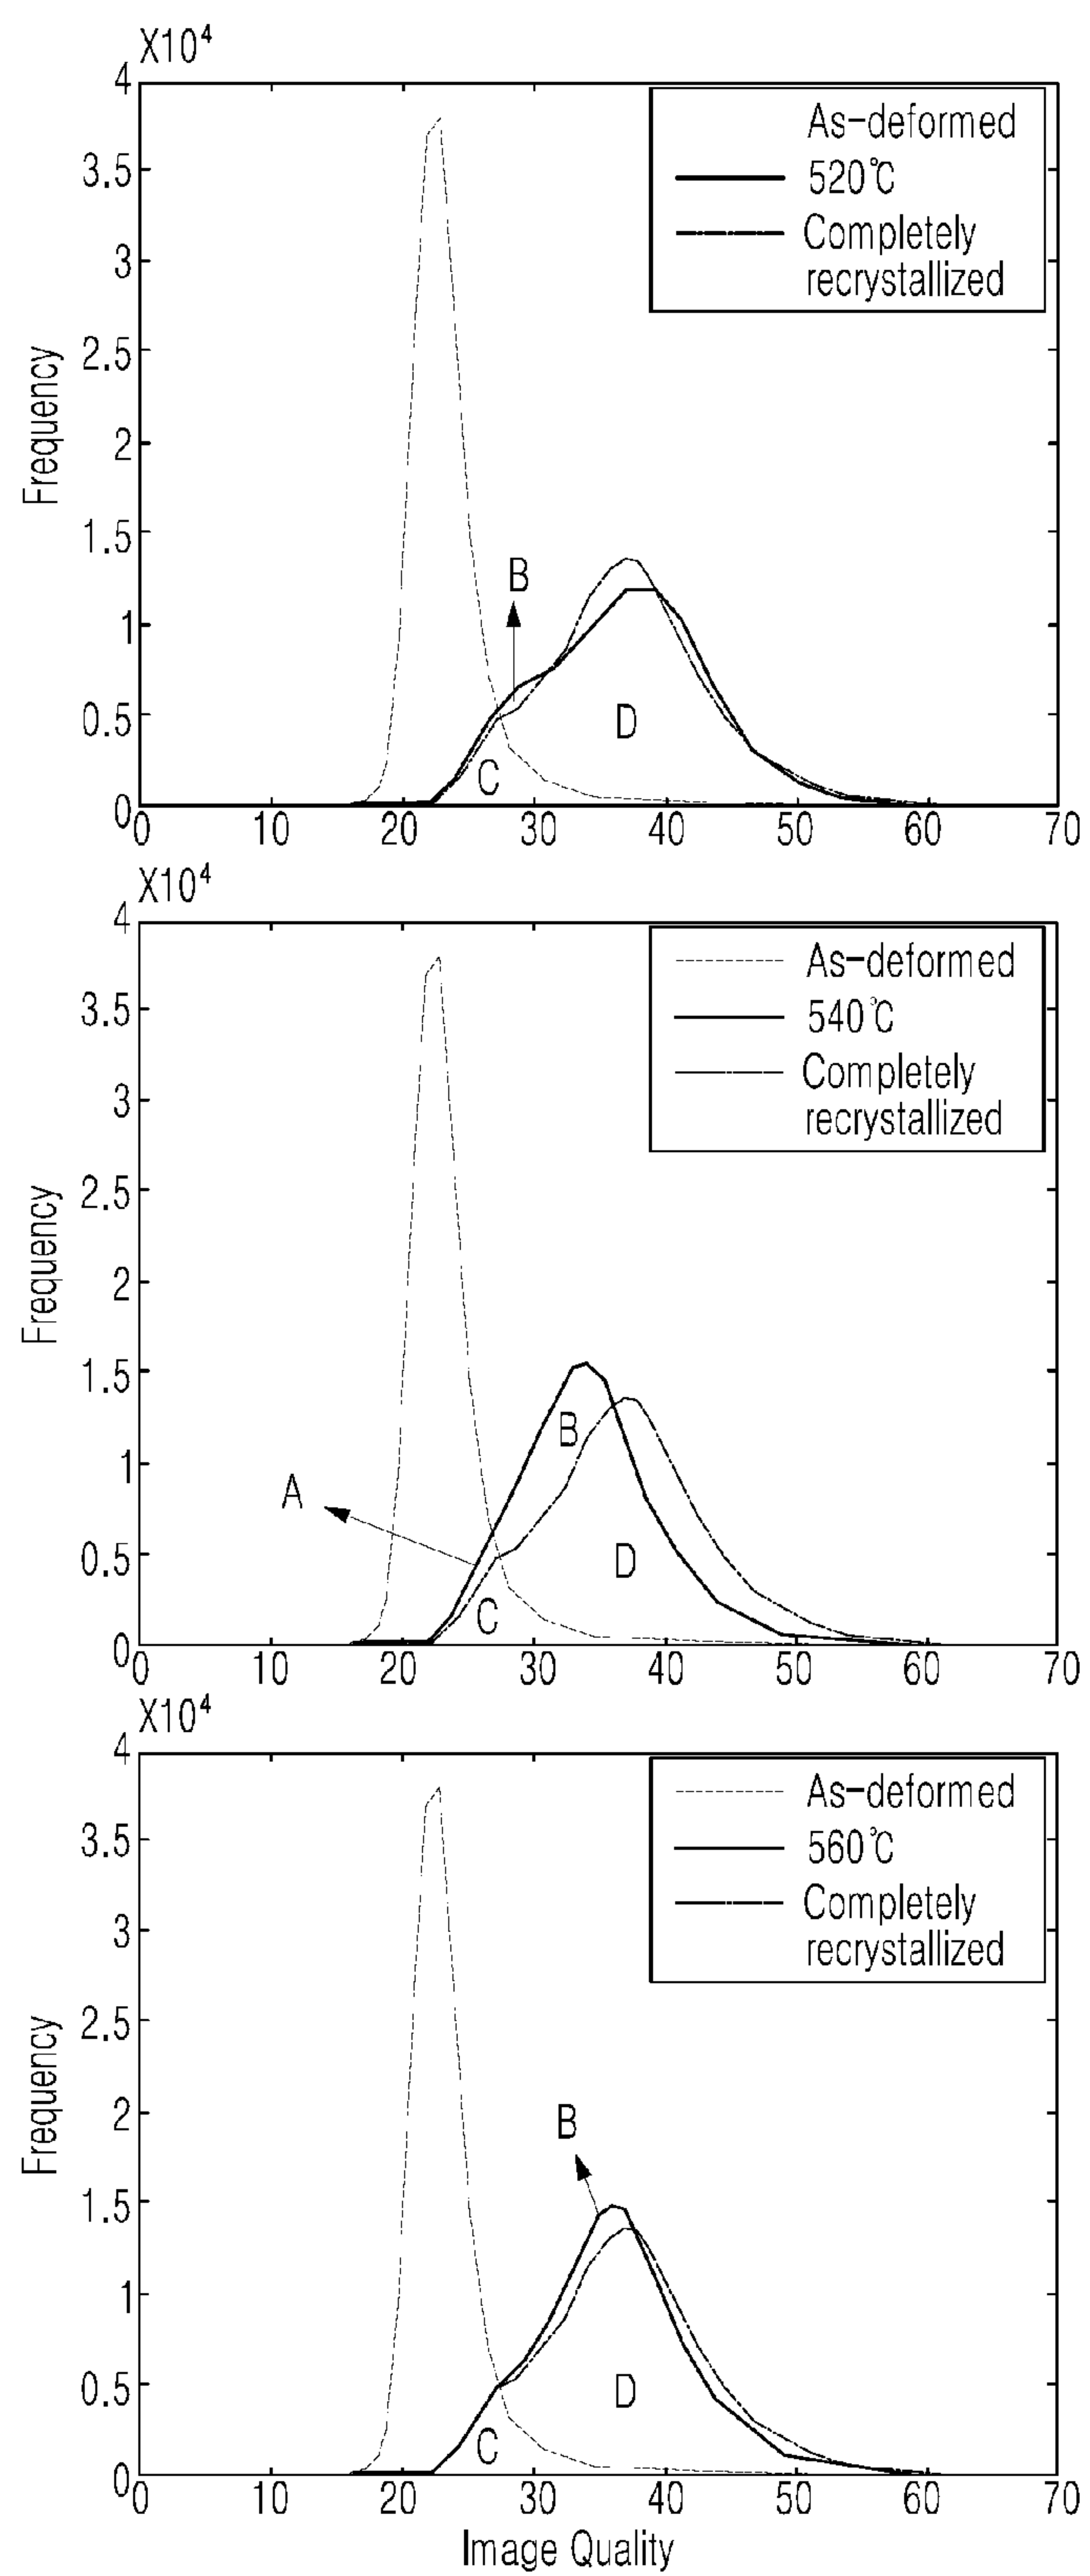 X10⁴
4
3.5
3
2.5
2
1.5
1
0.5
0
Frequency
As-deformed
520℃
Completely
recrystallized
B
C
D
0 10 20 30 40 50 60 70
X10⁴
4
3.5
3
2.5
2
1.5
1
0.5
0
Frequency
As-deformed
540℃
Completely
recrystallized
A
B
C
D
0 10 20 30 40 50 60 70
X10⁴
4
3.5
3
2.5
2
1.5
1
0.5
0
Frequency
As-deformed
560℃
Completely
recrystallized
B
C
D
0 10 20 30 40 50 60 70
Image Quality